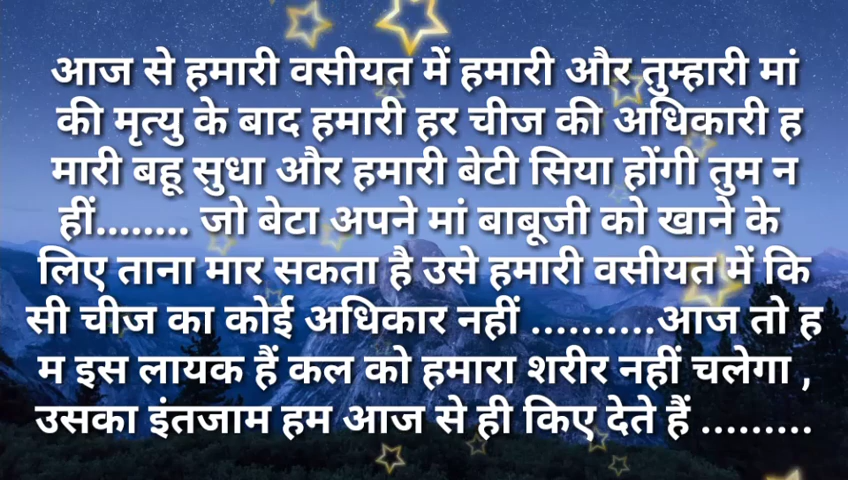 आज से हमारी वसीयत में हमारी और तुम्हारी मां
की मृत्यु के बाद हमारी हर चीज की अधिकारी ह
मारी बहू सुधा और हमारी बेटी सिया होंगी तुम न
हीं........ जो बेटा अपने मां बाबूजी को खाने के
लिए ताना मार सकता है उसे हमारी वसीयत में कि
सी चीज का कोई अधिकार नहीं ..........आज तो ह
म इस लायक हैं कल को हमारा शरीर नहीं चलेगा ,
उसका इंतजाम हम आज से ही किए देते हैं .........